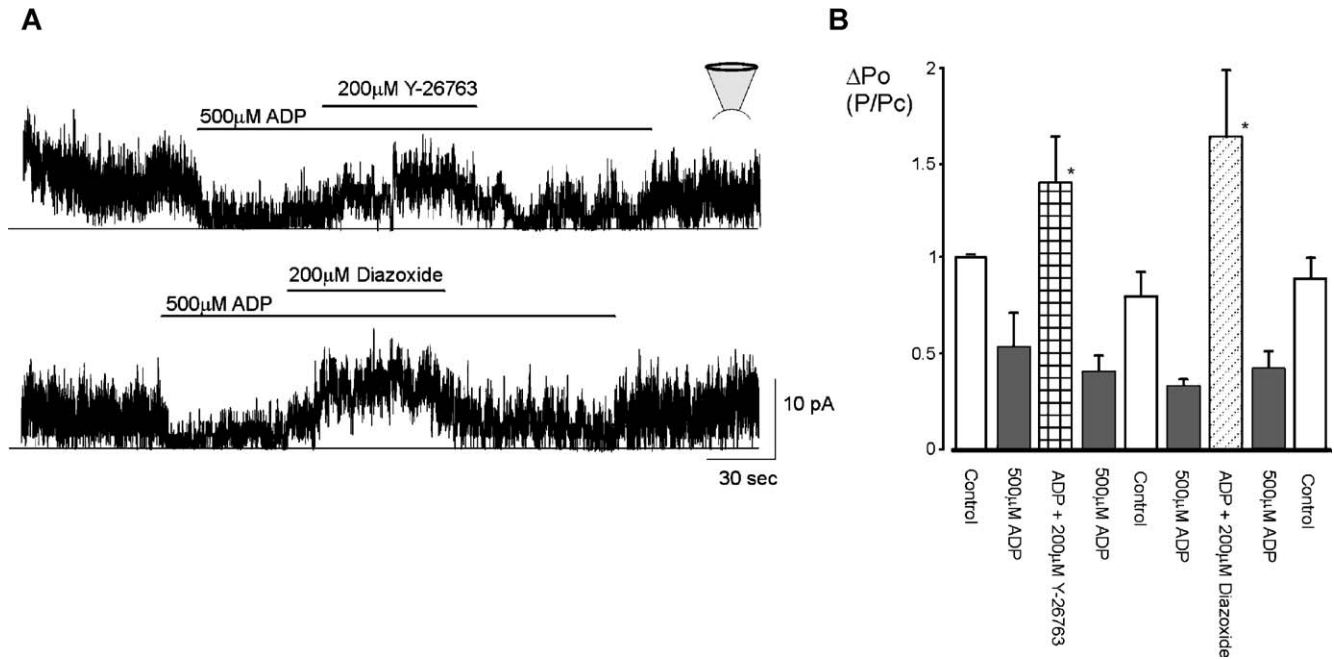 A
200μM Y-26763
500μM ADP
200μM Diazoxide
500μM ADP
10 pA
30 sec
B
ΔPo
(P/Pc)
2
1.5
1
0.5
0
*
*
Control
500μM ADP
ADP + 200μM Y-26763
500μM ADP
Control
500μM ADP
ADP + 200μM Diazoxide
500μM ADP
Control